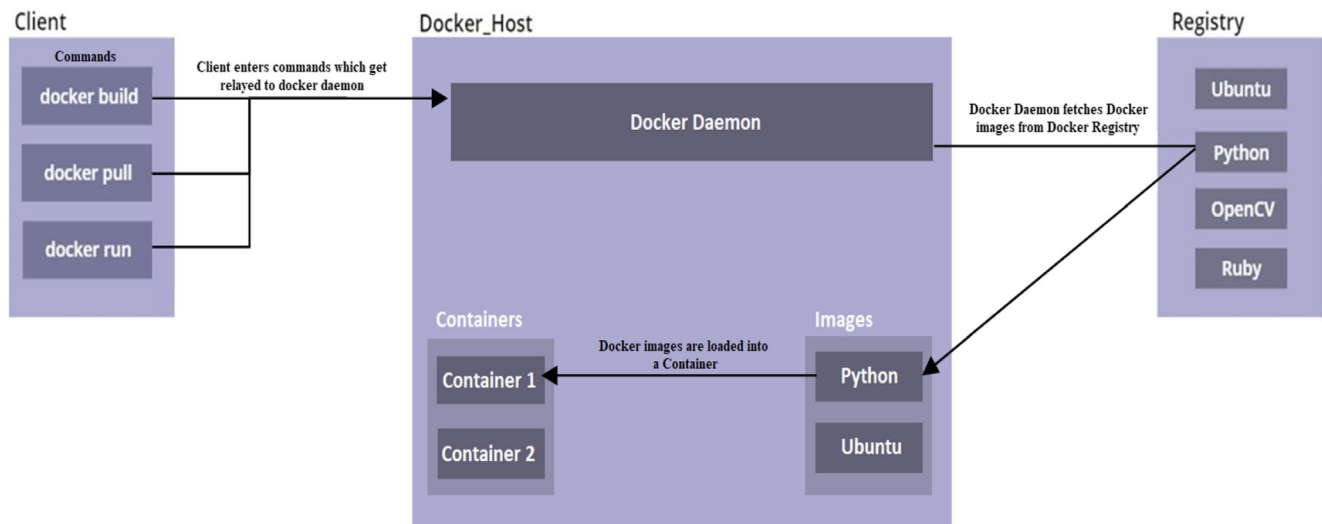 Client
Commands
docker build
docker pull
docker run
Client enters commands which get
relayed to docker daemon
Docker_Host
Docker Daemon
Docker Daemon fetches Docker
images from Docker Registry
Registry
Ubuntu
Python
OpenCV
Ruby
Containers
Container 1
Container 2
Docker images are loaded into
a Container
Images
Python
Ubuntu